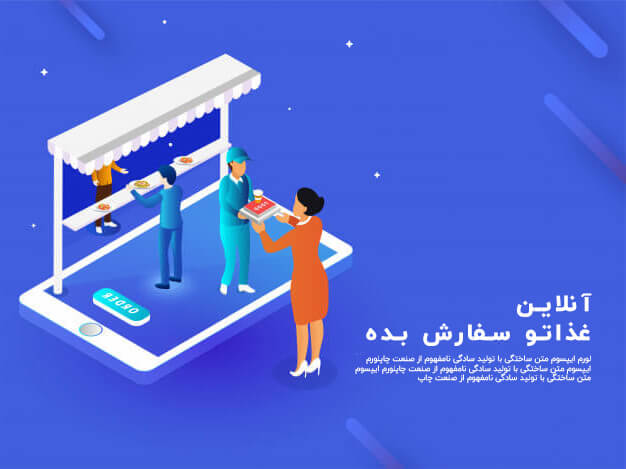 آنلاین
غذاتو سفارش بده
لورم ایپسوم متن ساختگی با تولید سادگی نامفهوم از صنعت چاپلورم
ایپسوم متن ساختگی با تولید سادگی نامفهوم از صنعت چاپلورم ایپسوم
متن ساختگی با تولید سادگی نامفهوم از صنعت چاپ
ORDER